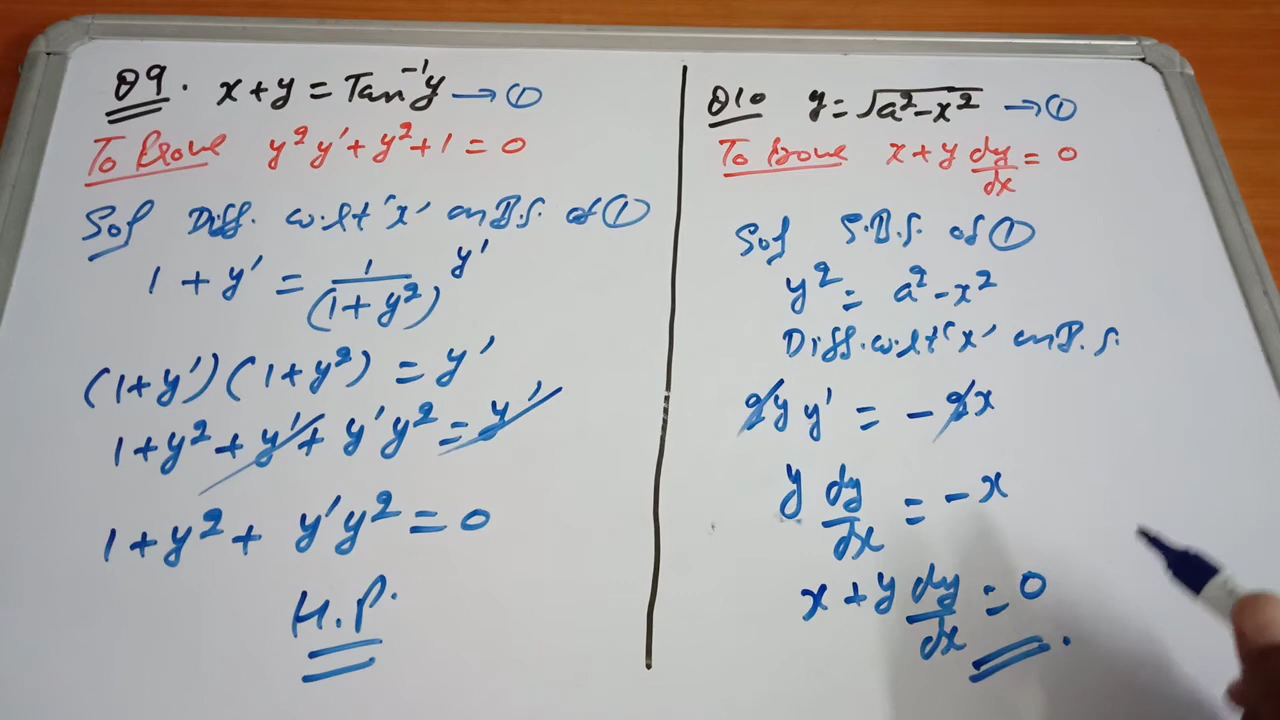 Q9. x+y = Tan⁻¹y → ①
To Prove y²y'+y²+1=0
Sol Diff. w.r.t 'x' on B.S. of ①
1+y' = 1/(1+y²) y'
(1+y')(1+y²) = y'
1+y²+y'+y'y² = y'
1+y²+ y'y² = 0
H.P.
Q10 y = √(a²-x²) → ①
To Prove x+y dy/dx = 0
Sol S.B.S. of ①
y² = a²-x²
Diff. w.r.t 'x' on B.S.
2yy' = -2x
y dy/dx = -x
x+y dy/dx = 0.